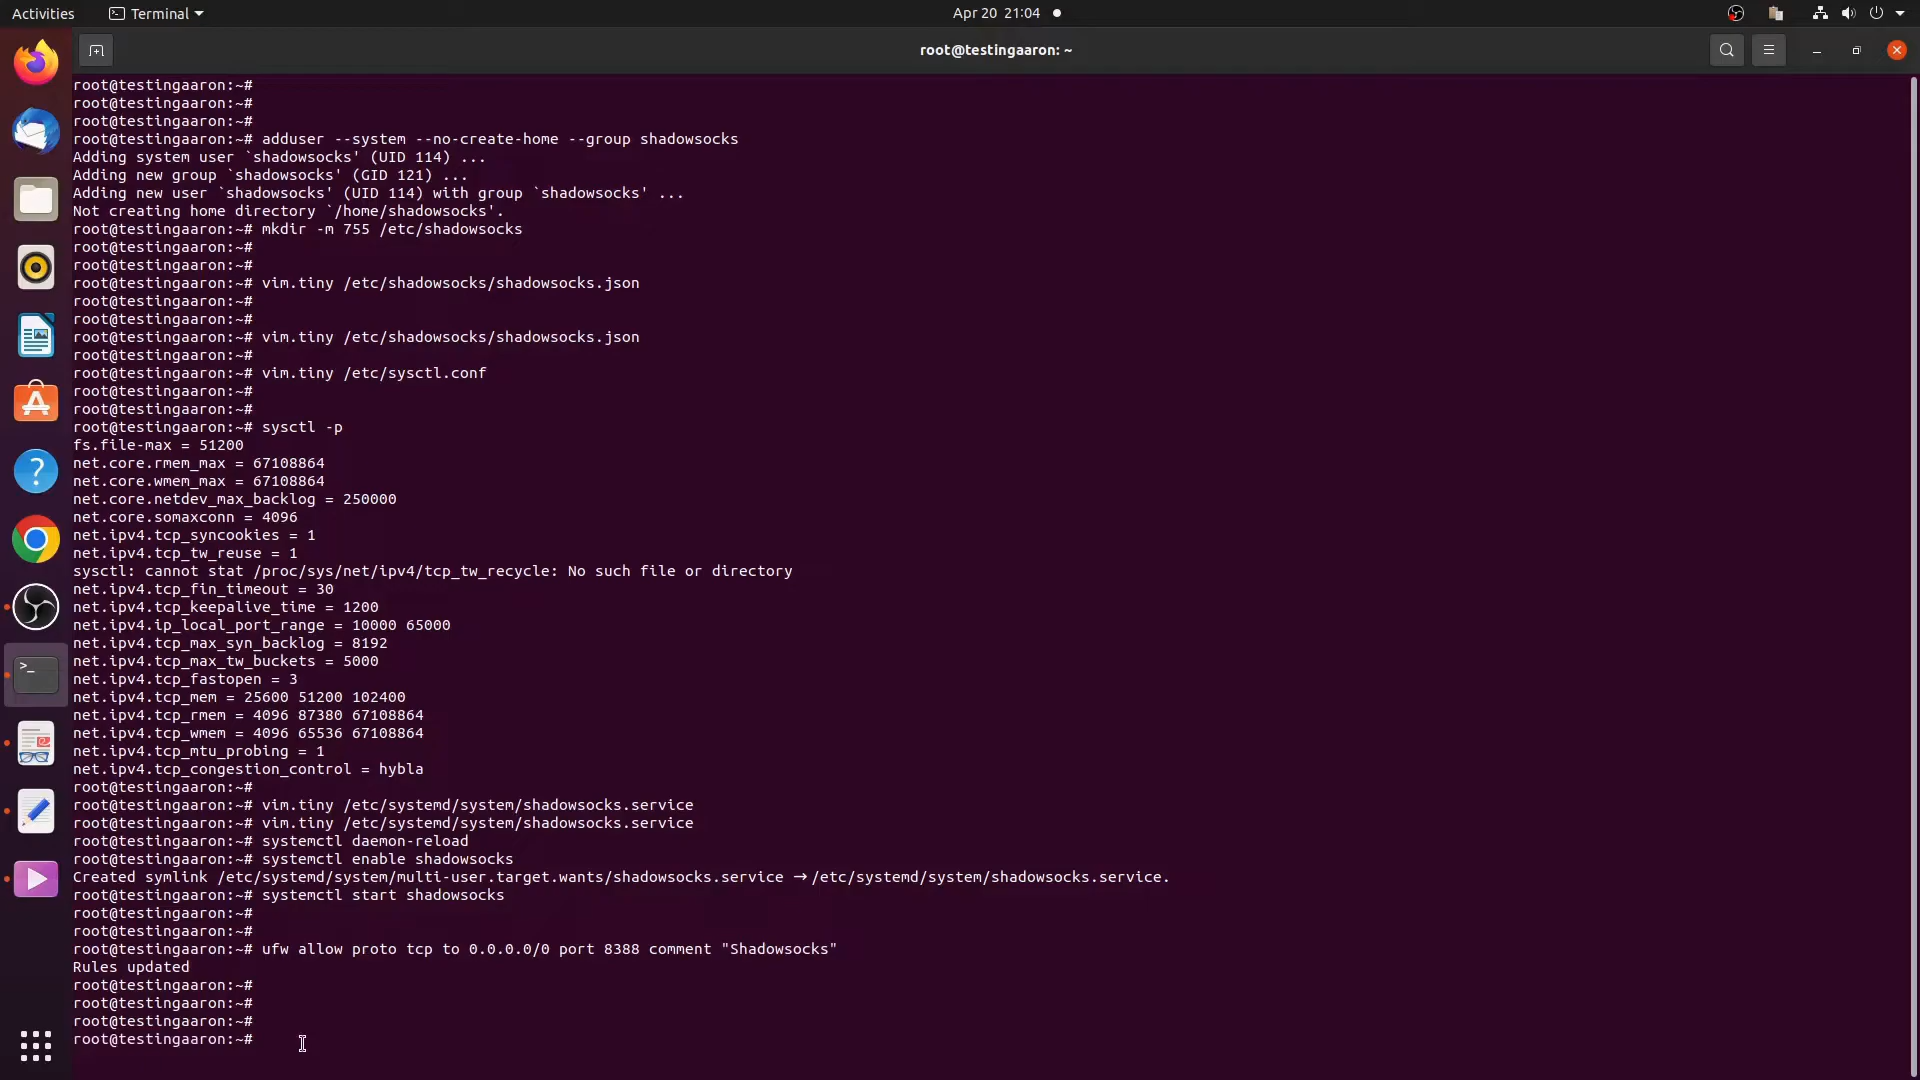 Activities
Terminal
Apr 20 21:04
root@testingaaron: ~
root@testingaaron:~#
root@testingaaron:~#
root@testingaaron:~#
root@testingaaron:~# adduser --system --no-create-home --group shadowsocks
Adding system user `shadowsocks' (UID 114) ...
Adding new group `shadowsocks' (GID 121) ...
Adding new user `shadowsocks' (UID 114) with group `shadowsocks' ...
Not creating home directory `/home/shadowsocks'.
root@testingaaron:~# mkdir -m 755 /etc/shadowsocks
root@testingaaron:~#
root@testingaaron:~#
root@testingaaron:~# vim.tiny /etc/shadowsocks/shadowsocks.json
root@testingaaron:~#
root@testingaaron:~#
root@testingaaron:~# vim.tiny /etc/shadowsocks/shadowsocks.json
root@testingaaron:~#
root@testingaaron:~# vim.tiny /etc/sysctl.conf
root@testingaaron:~#
root@testingaaron:~#
root@testingaaron:~# sysctl -p
fs.file-max = 51200
net.core.rmem_max = 67108864
net.core.wmem_max = 67108864
net.core.netdev_max_backlog = 250000
net.core.somaxconn = 4096
net.ipv4.tcp_syncookies = 1
net.ipv4.tcp_tw_reuse = 1
sysctl: cannot stat /proc/sys/net/ipv4/tcp_tw_recycle: No such file or directory
net.ipv4.tcp_fin_timeout = 30
net.ipv4.tcp_keepalive_time = 1200
net.ipv4.ip_local_port_range = 10000 65000
net.ipv4.tcp_max_syn_backlog = 8192
net.ipv4.tcp_max_tw_buckets = 5000
net.ipv4.tcp_fastopen = 3
net.ipv4.tcp_mem = 25600 51200 102400
net.ipv4.tcp_rmem = 4096 87380 67108864
net.ipv4.tcp_wmem = 4096 65536 67108864
net.ipv4.tcp_mtu_probing = 1
net.ipv4.tcp_congestion_control = hybla
root@testingaaron:~#
root@testingaaron:~# vim.tiny /etc/systemd/system/shadowsocks.service
root@testingaaron:~# vim.tiny /etc/systemd/system/shadowsocks.service
root@testingaaron:~# systemctl daemon-reload
root@testingaaron:~# systemctl enable shadowsocks
Created symlink /etc/systemd/system/multi-user.target.wants/shadowsocks.service → /etc/systemd/system/shadowsocks.service.
root@testingaaron:~# systemctl start shadowsocks
root@testingaaron:~#
root@testingaaron:~#
root@testingaaron:~# ufw allow proto tcp to 0.0.0.0/0 port 8388 comment "Shadowsocks"
Rules updated
root@testingaaron:~#
root@testingaaron:~#
root@testingaaron:~#
root@testingaaron:~#